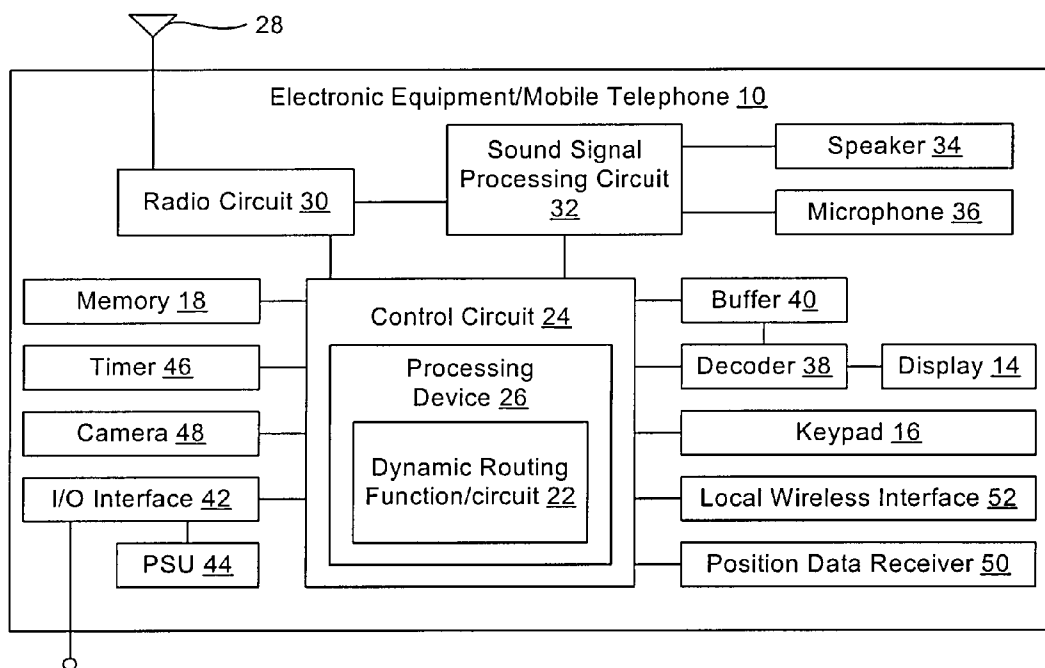 28
Electronic Equipment/Mobile Telephone 10
Sound Signal
Processing Circuit
32
Speaker 34
Radio Circuit 30
Microphone 36
Memory 18
Control Circuit 24
Buffer 40
Timer 46
Processing
Device 26
Decoder 38
Display 14
Camera 48
Keypad 16
Dynamic Routing
Function/circuit 22
I/O Interface 42
Local Wireless Interface 52
PSU 44
Position Data Receiver 50